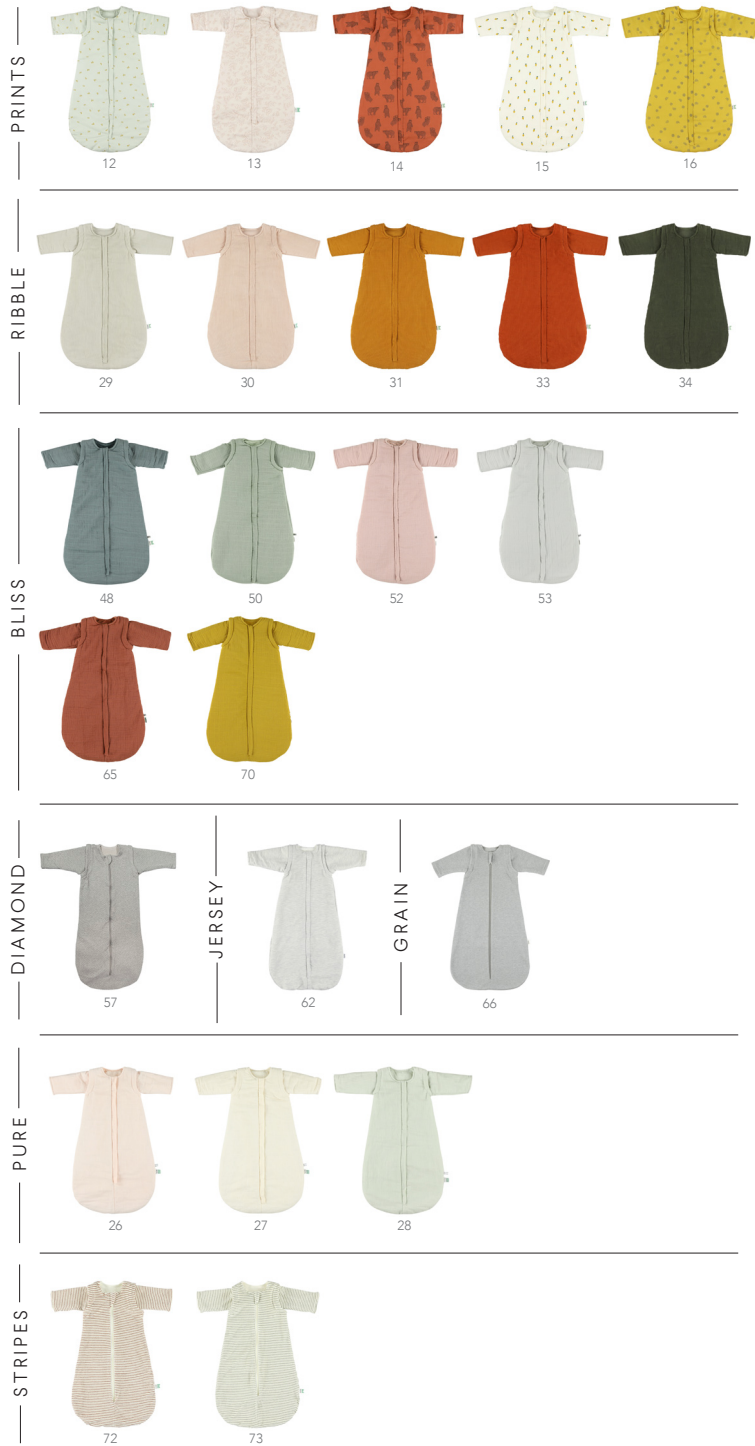 PRINTS
12 13 14 15 16
RIBBLE
29 30 31 33 34
BLISS
48 50 52 53
65 70
DIAMOND
57
JERSEY
62
GRAIN
66
PURE
26 27 28
STRIPES
72 73